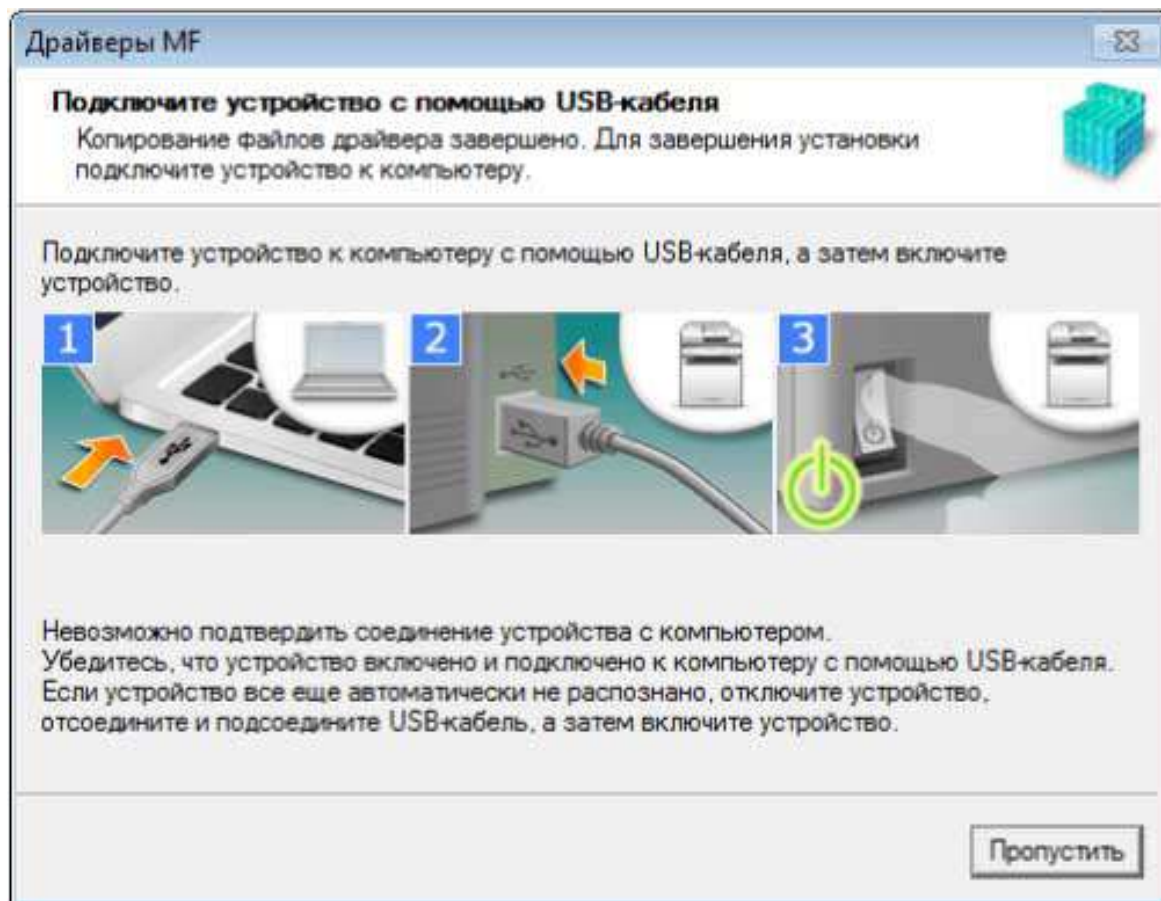 Драйверы MF
Подключите устройство с помощью USB-кабеля
Копирование файлов драйвера завершено. Для завершения установки
подключите устройство к компьютеру.
Подключите устройство к компьютеру с помощью USB-кабеля, а затем включите
устройство.
1 2 3
Невозможно подтвердить соединение устройства с компьютером.
Убедитесь, что устройство включено и подключено к компьютеру с помощью USB-кабеля.
Если устройство все еще автоматически не распознано, отключите устройство,
отсоедините и подсоедините USB-кабель, а затем включите устройство.
Пропустить